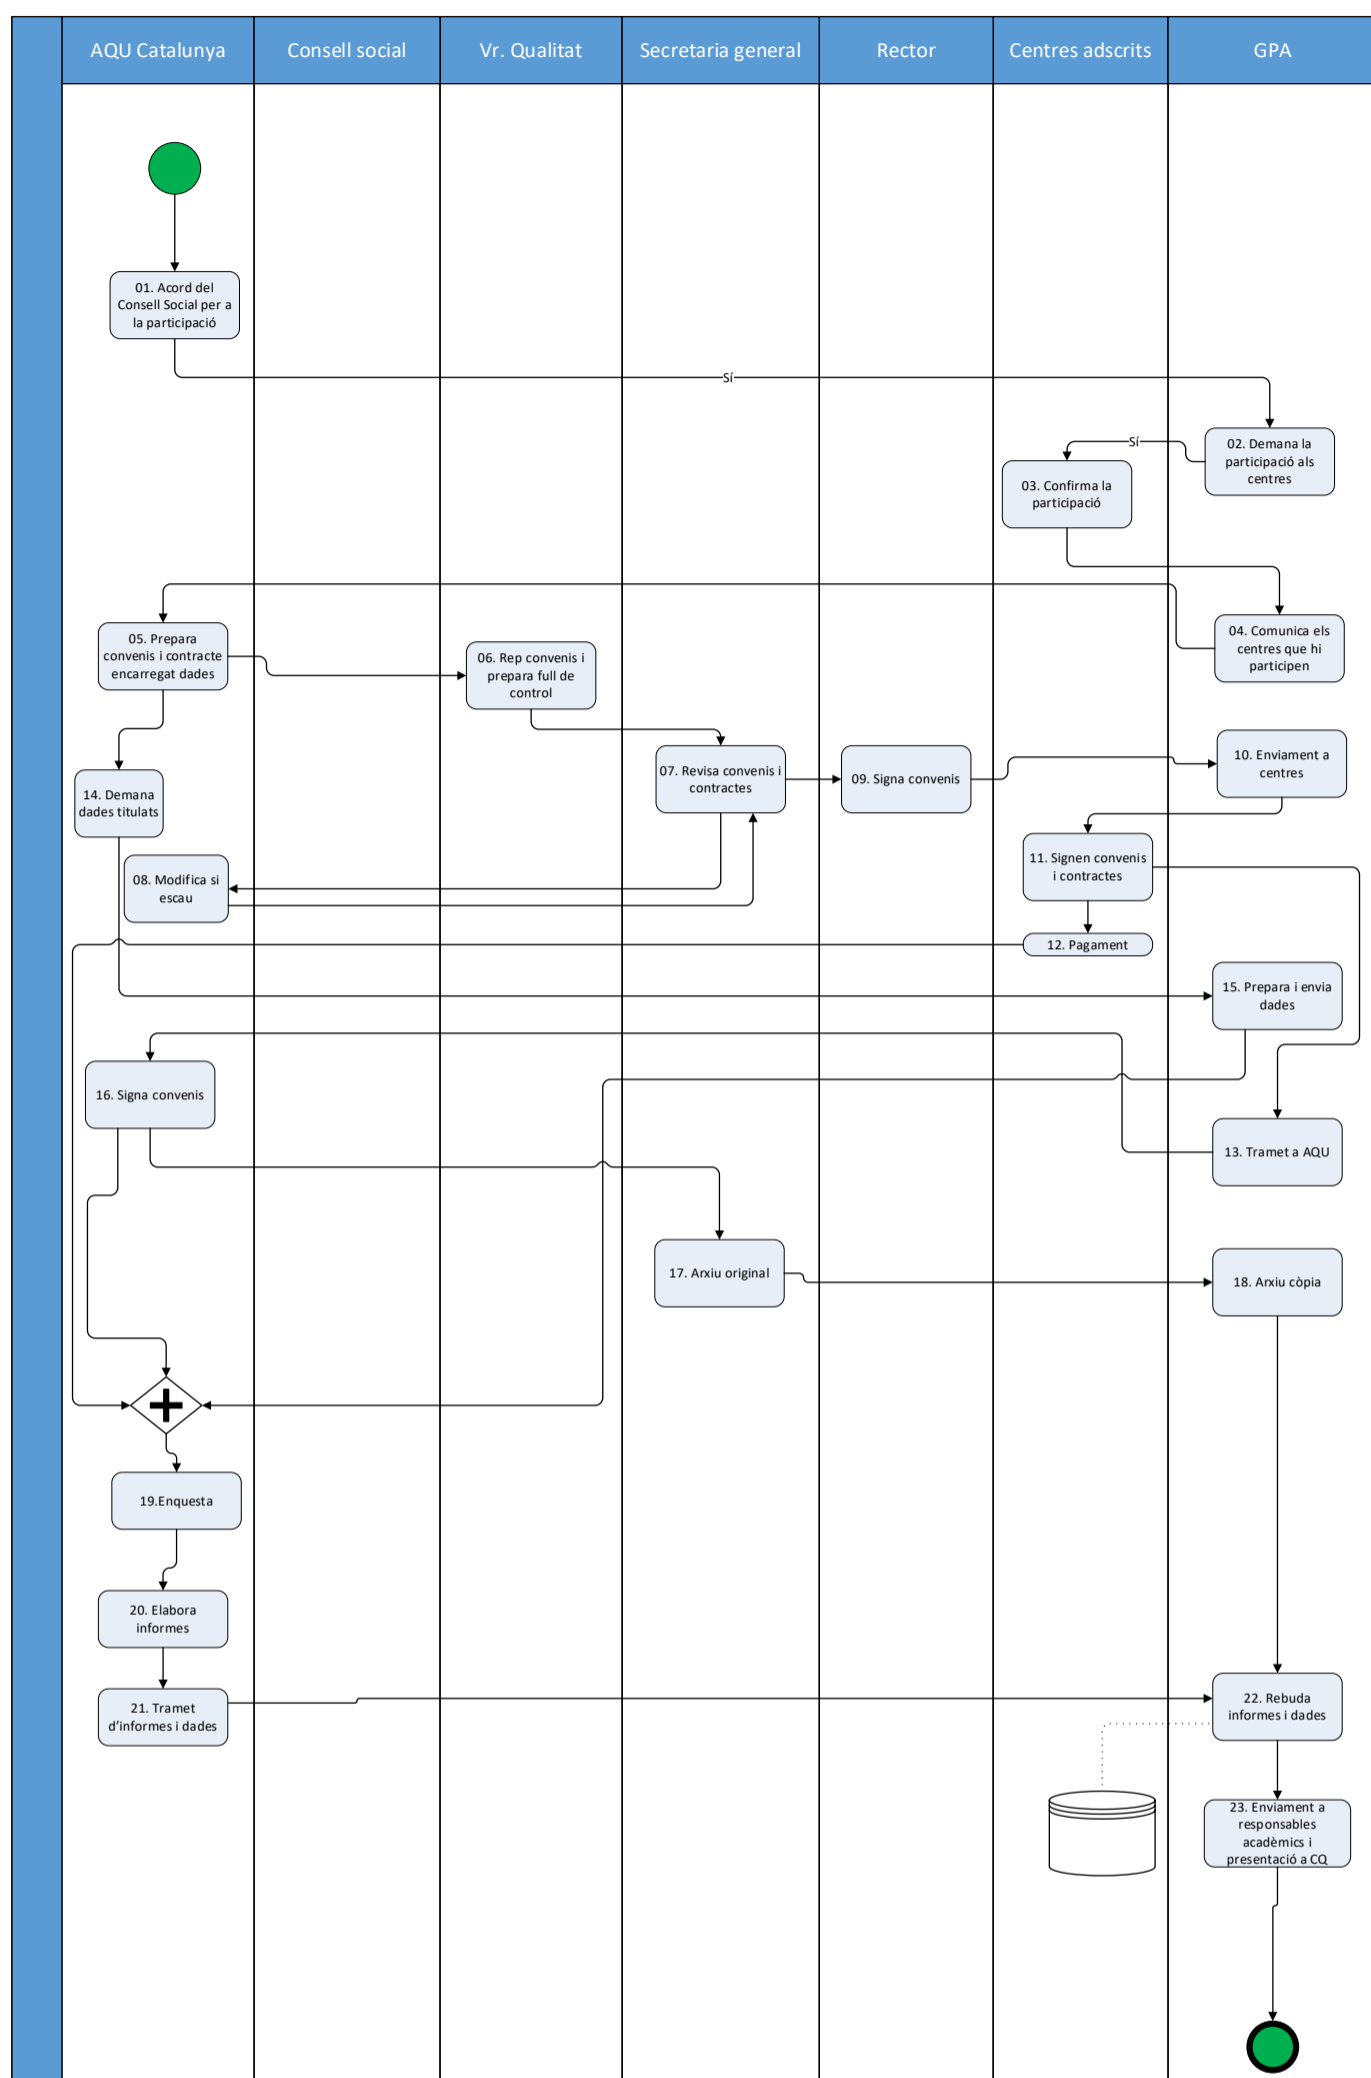 AQU Catalunya
Consell social
Vr. Qualitat
Secretaria general
Rector
Centres adscrits
GPA
01. Acord del
Consell Social per a
la participació
Sí
02. Demana la
participació als
centres
Sí
03. Confirma la
participació
04. Comunica els
centres que hi
participen
05. Prepara
convenis i contracte
encarregat dades
06. Rep convenis i
prepara full de
control
07. Revisa convenis i
contractes
09. Signa convenis
10. Enviament a
centres
14. Demana
dades titulats
08. Modifica si
escau
11. Signen convenis
i contractes
12. Pagament
15. Prepara i envia
dades
16. Signa convenis
13. Tramet a AQU
17. Arxiu original
18. Arxiu còpia
19.Enquesta
20. Elabora
informes
21. Tramet
d’informes i dades
22. Rebuda
informes i dades
23. Enviament a
responsables
acadèmics i
presentació a CQ